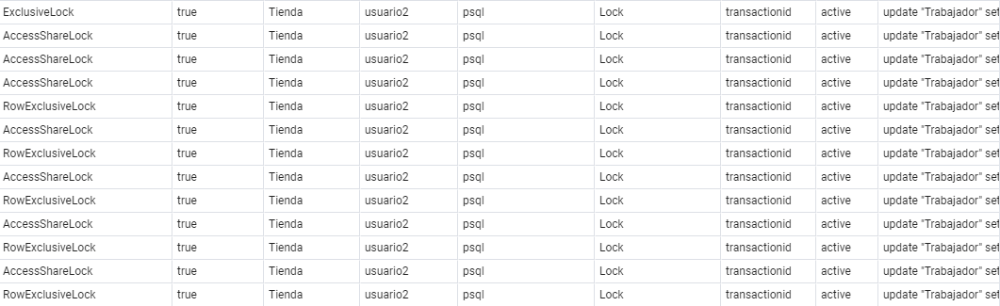 ExclusiveLock true Tienda usuario2 psql Lock transactionid active update "Trabajador" set
AccessShareLock true Tienda usuario2 psql Lock transactionid active update "Trabajador" set
AccessShareLock true Tienda usuario2 psql Lock transactionid active update "Trabajador" set
AccessShareLock true Tienda usuario2 psql Lock transactionid active update "Trabajador" set
RowExclusiveLock true Tienda usuario2 psql Lock transactionid active update "Trabajador" set
AccessShareLock true Tienda usuario2 psql Lock transactionid active update "Trabajador" set
RowExclusiveLock true Tienda usuario2 psql Lock transactionid active update "Trabajador" set
AccessShareLock true Tienda usuario2 psql Lock transactionid active update "Trabajador" set
RowExclusiveLock true Tienda usuario2 psql Lock transactionid active update "Trabajador" set
AccessShareLock true Tienda usuario2 psql Lock transactionid active update "Trabajador" set
RowExclusiveLock true Tienda usuario2 psql Lock transactionid active update "Trabajador" set
AccessShareLock true Tienda usuario2 psql Lock transactionid active update "Trabajador" set
RowExclusiveLock true Tienda usuario2 psql Lock transactionid active update "Trabajador" set